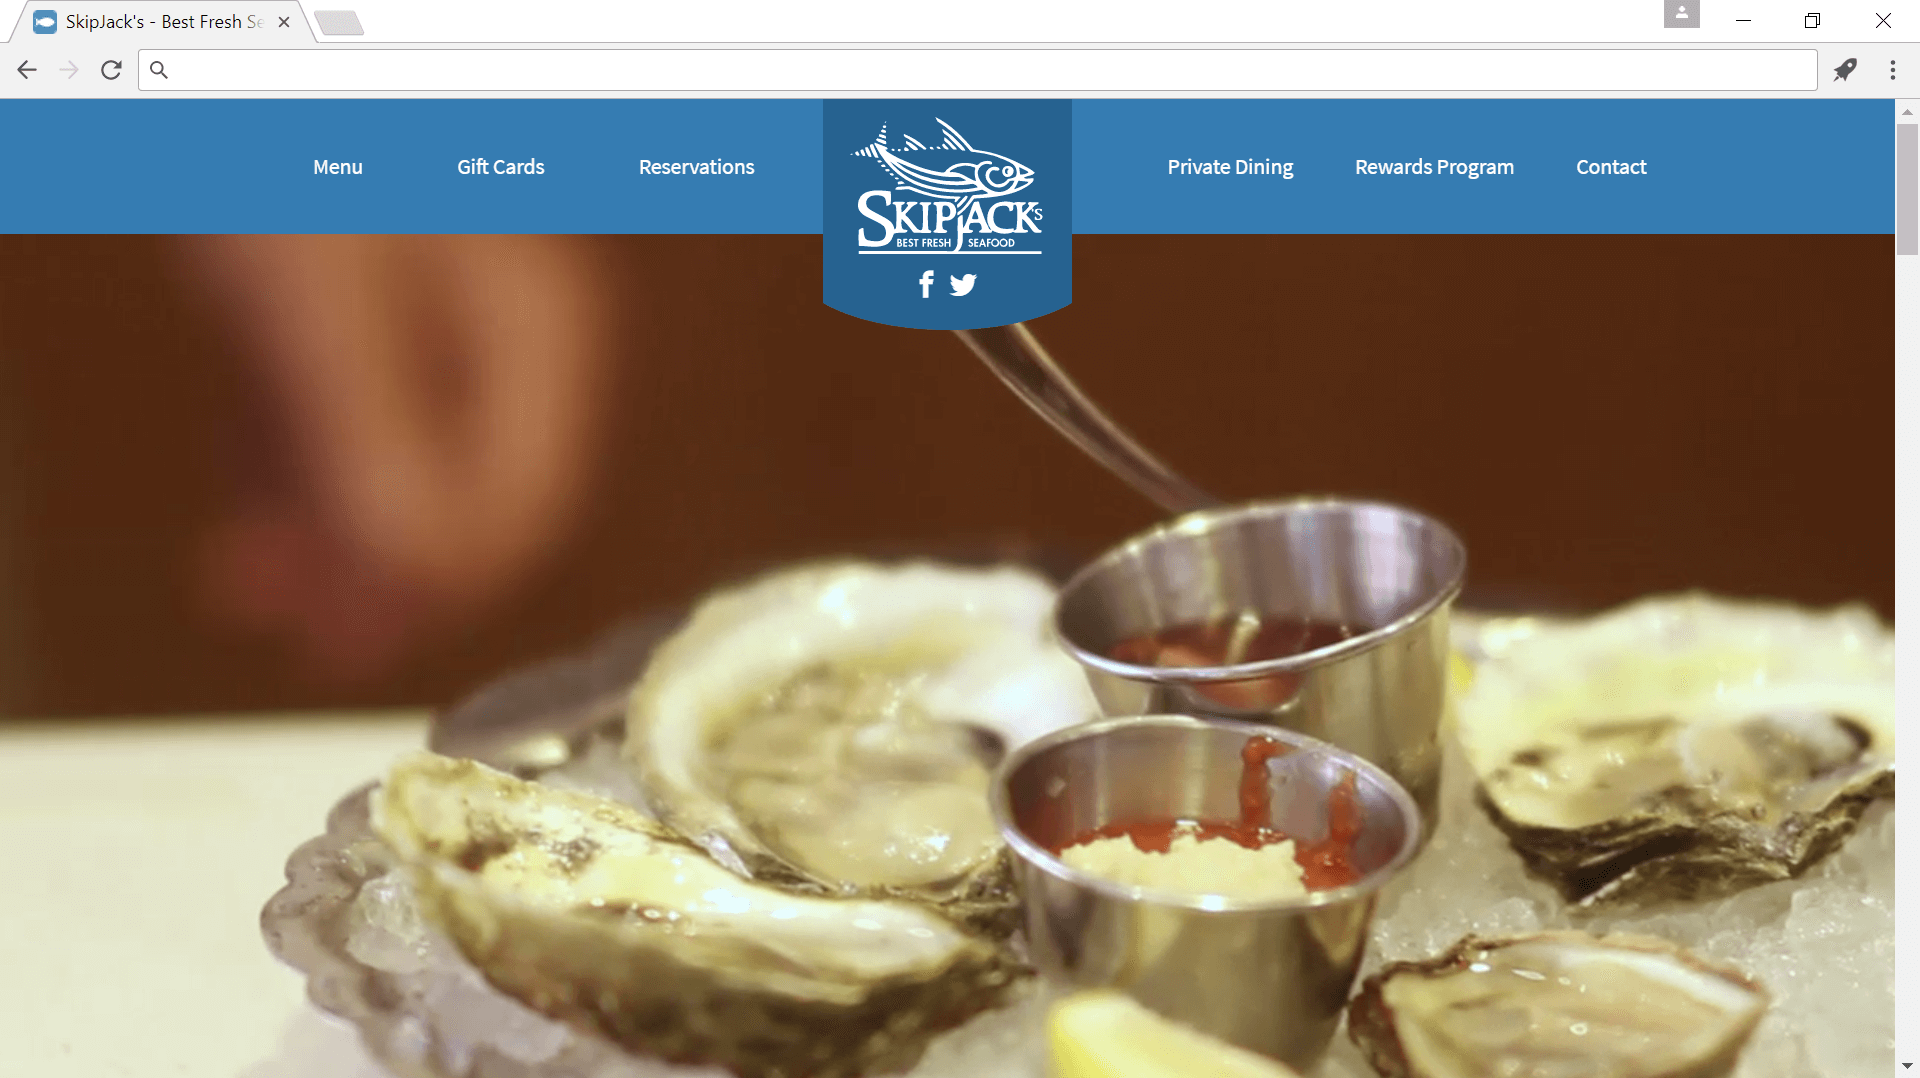 SkipJack's - Best Fresh Se
Menu
Gift Cards
Reservations
SKIPJACK'S
BEST FRESH SEAFOOD
Private Dining
Rewards Program
Contact